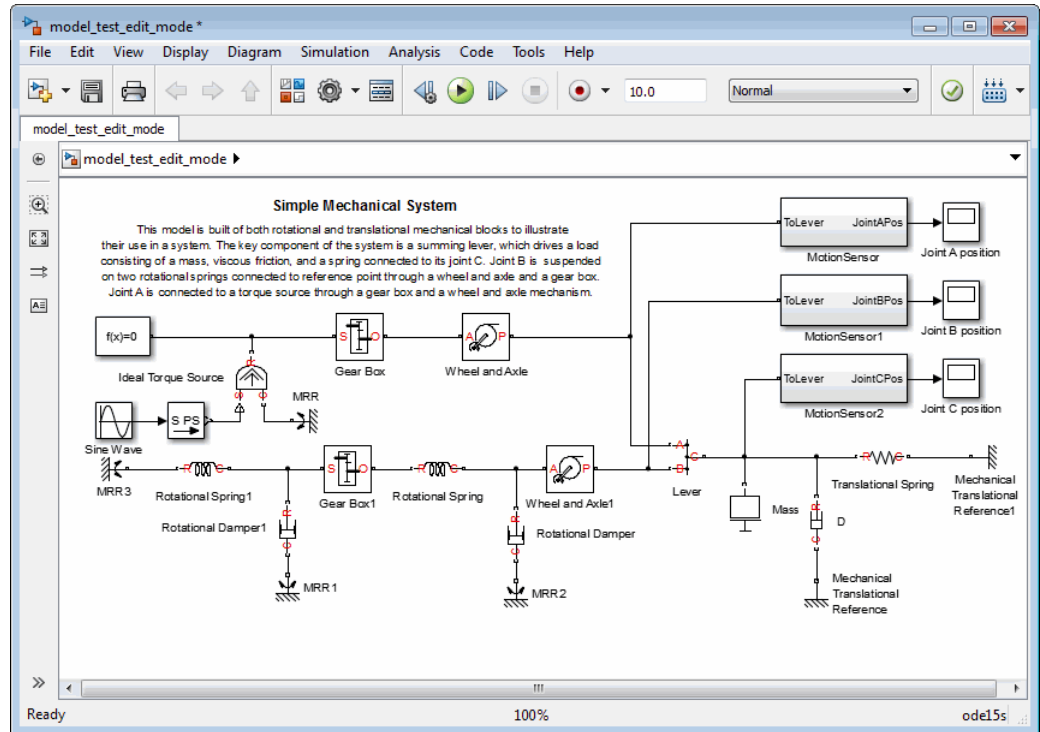 model_test_edit_mode *
File Edit View Display Diagram Simulation Analysis Code Tools Help
10.0 Normal
model_test_edit_mode
model_test_edit_mode
Simple Mechanical System
This model is built of both rotational and translational mechanical blocks to illustrate
their use in a system. The key component of the system is a summing lever, which drives a load
consisting of a mass, viscous friction, and a spring connected to its joint C. Joint B is suspended
on two rotational springs connected to reference point through a wheel and axle and a gear box.
Joint A is connected to a torque source through a gear box and a wheel and axle mechanism.
ToLever JointAPos
MotionSensor
Joint A position
ToLever JointBPos
MotionSensor1
Joint B position
ToLever JointCPos
MotionSensor2
Joint C position
f(x)=0
S O
Gear Box
A P
Wheel and Axle
Ideal Torque Source
R
S C
MRR
S PS
Sine Wave
MRR3
R C
Rotational Spring1
S O
Gear Box1
R C
Rotational Spring
A P
Wheel and Axle1
A
B
C
Lever
R C
Translational Spring
Mechanical
Translational
Reference1
Mass
R
C
D
R
C
Rotational Damper1
R
C
Rotational Damper
MRR1
MRR2
Mechanical
Translational
Reference
Ready 100% ode15s